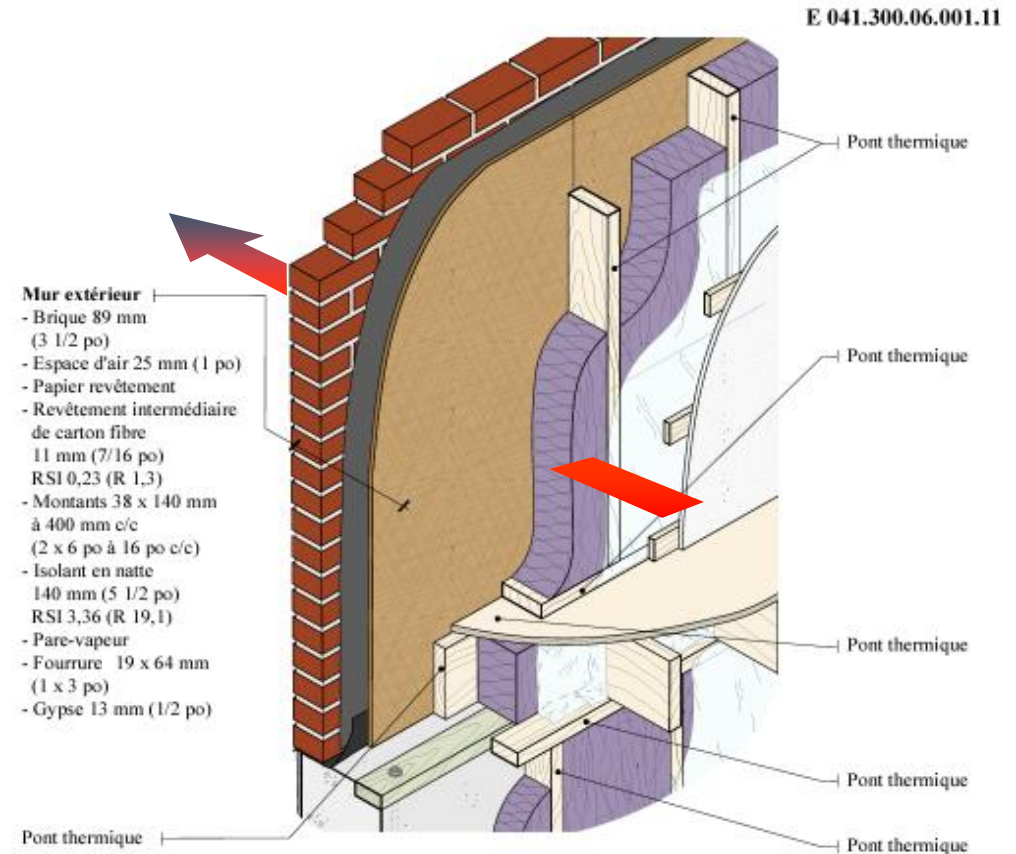 E 041.300.06.001.11
Pont thermique
Mur extérieur
- Brique 89 mm
(3 1/2 po)
- Espace d'air 25 mm (1 po)
- Papier revêtement
- Revêtement intermédiaire
de carton fibre
11 mm (7/16 po)
RSI 0,23 (R 1,3)
- Montants 38 x 140 mm
à 400 mm c/c
(2 x 6 po à 16 po c/c)
- Isolant en natte
140 mm (5 1/2 po)
RSI 3,36 (R 19,1)
- Pare-vapeur
- Fourrure 19 x 64 mm
(1 x 3 po)
- Gypse 13 mm (1/2 po)
Pont thermique
Pont thermique
Pont thermique
Pont thermique
Pont thermique